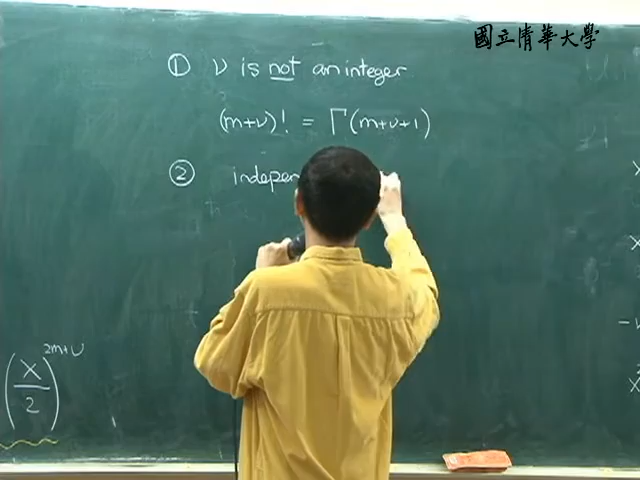 國立清華大學
① ν is not an integer
(m+ν)! = Γ(m+ν+1)
② indepen
(x/2)^{2m+ν}